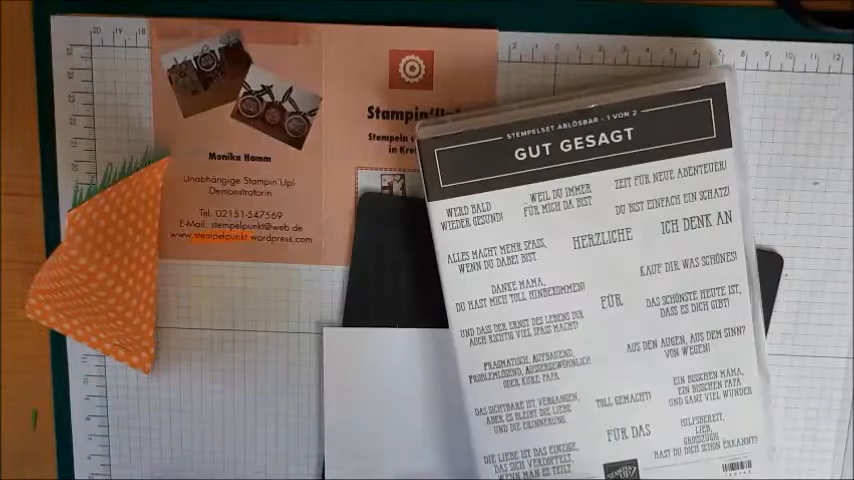 Stampin' Up!
Stempeln
in Kre
Monika Hamm
Unabhängige Stampin'Up!
Demonstratorin
Tel: 02151-547569
E-Mail: stempelpunkt@web.de
www.stempelpunkt.wordpress.com
STEMPELSET ABLÖSBAR - 1 VON 2
GUT GESAGT
WERD BALD
WIEDER GESUND!
WEIL DU IMMER
FÜR MICH DA BIST
ZEIT FÜR NEUE ABENTEUER!
DU BIST EINFACH EIN SCHATZ!
ALLES MACHT MEHR SPASS,
WENN DU DABEI BIST.
HERZLICHE
ICH DENK AN
DANKE MAMA,
DU HAST MICH TOLL HINBEKOMMEN!
KAUF DIR WAS SCHÖNES!
FÜR
DAS SCHÖNSTE HEUTE IST,
DASS ES DICH GIBT!
UND DASS DER ERNST DES LEBENS DIR
AUCH RICHTIG VIEL SPASS MACHT!
AUS DEN AUGEN, AUS DEM SINN?
VON WEGEN!
PRAGMATISCH, AUFBAUEND,
PROBLEMLÖSEND, AUSSERGEWÖHNLICH
ODER KURZ: PAPA.
EIN BISSCHEN MAMA,
EIN BISSCHEN PAPA,
UND GANZ VIEL WUNDER
DAS SICHTBARE IST VERGANGEN,
ABER ES BLEIBT DIE LIEBE
UND DIE ERINNERUNG.
TOLL GEMACHT!
FÜR DAS
HILFSBEREIT,
LIEB,
GROSSZÜGIG
HAST DU DICH SCHON ERKANNT?
DIE LIEBE IST DAS EINZIGE,
DAS SICH VERDOPPELT,
WENN MAN ES TEILT
STAMPIN'
UP!